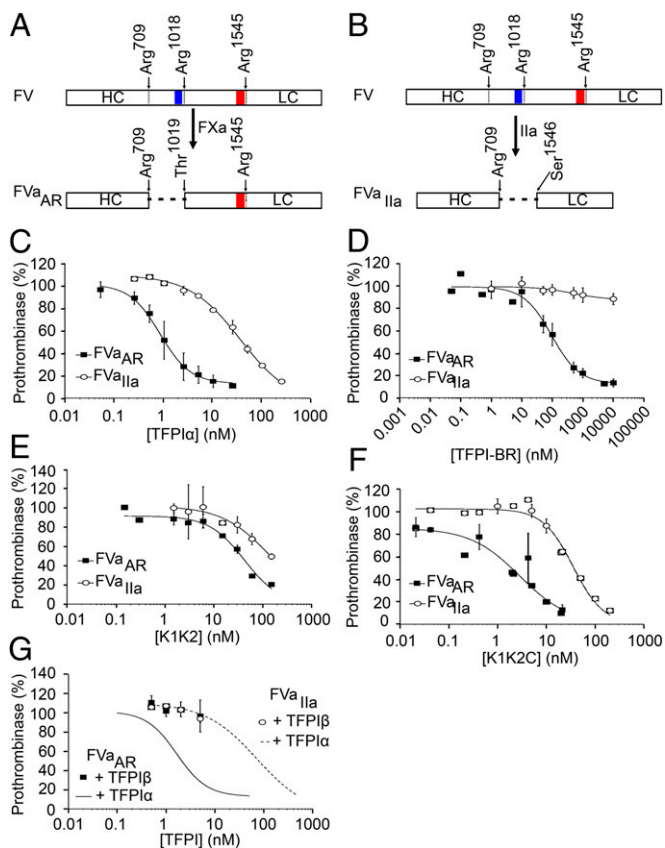 A
Arg709
Arg1018
Arg1545
FV
HC
LC
FXa
Arg709
Thr1019
Arg1545
FVaAR
HC
LC
B
Arg709
Arg1018
Arg1545
FV
HC
LC
IIa
Arg709
Ser1546
FVaIIa
HC
LC
C
Prothrombinase (%)
120
100
80
60
40
20
0
FVaAR
FVaIIa
0.01 0.1 1 10 100 1000
[TFPIα] (nM)
D
Prothrombinase (%)
120
100
80
60
40
20
0
FVaAR
FVaIIa
0.001 0.01 0.1 1 10 100 1000 10000 100000
[TFPI-BR] (nM)
E
Prothrombinase (%)
120
100
80
60
40
20
0
FVaAR
FVaIIa
0.01 0.1 1 10 100 1000
[K1K2] (nM)
F
Prothrombinase (%)
120
100
80
60
40
20
0
FVaAR
FVaIIa
0.01 0.1 1 10 100 1000
[K1K2C] (nM)
G
Prothrombinase (%)
120
100
80
60
40
20
0
FVaIIa
+ TFPIβ
+ TFPIα
FVaAR
+ TFPIβ
+ TFPIα
0.01 0.1 1 10 100 1000
[TFPI] (nM)